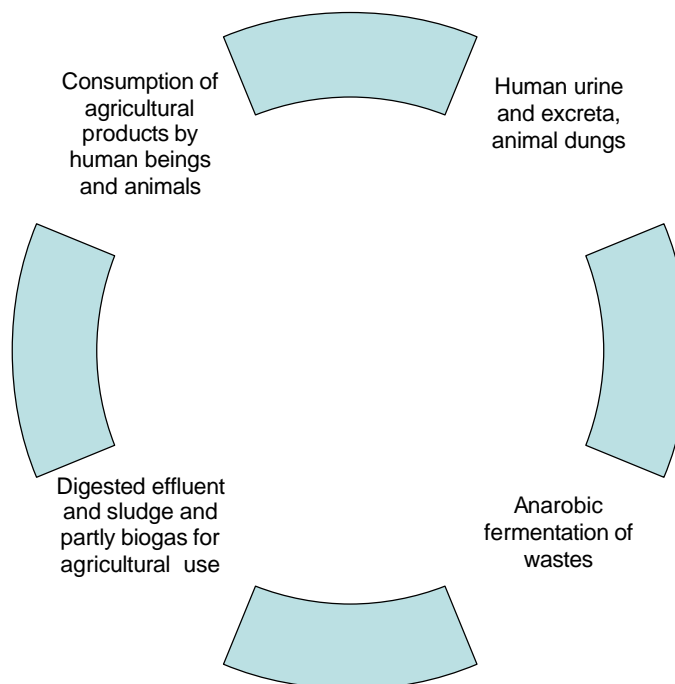 Consumption of
agricultural
products by
human beings
and animals
Human urine
and excreta,
animal dungs
Digested effluent
and sludge and
partly biogas for
agricultural use
Anarobic
fermentation of
wastes